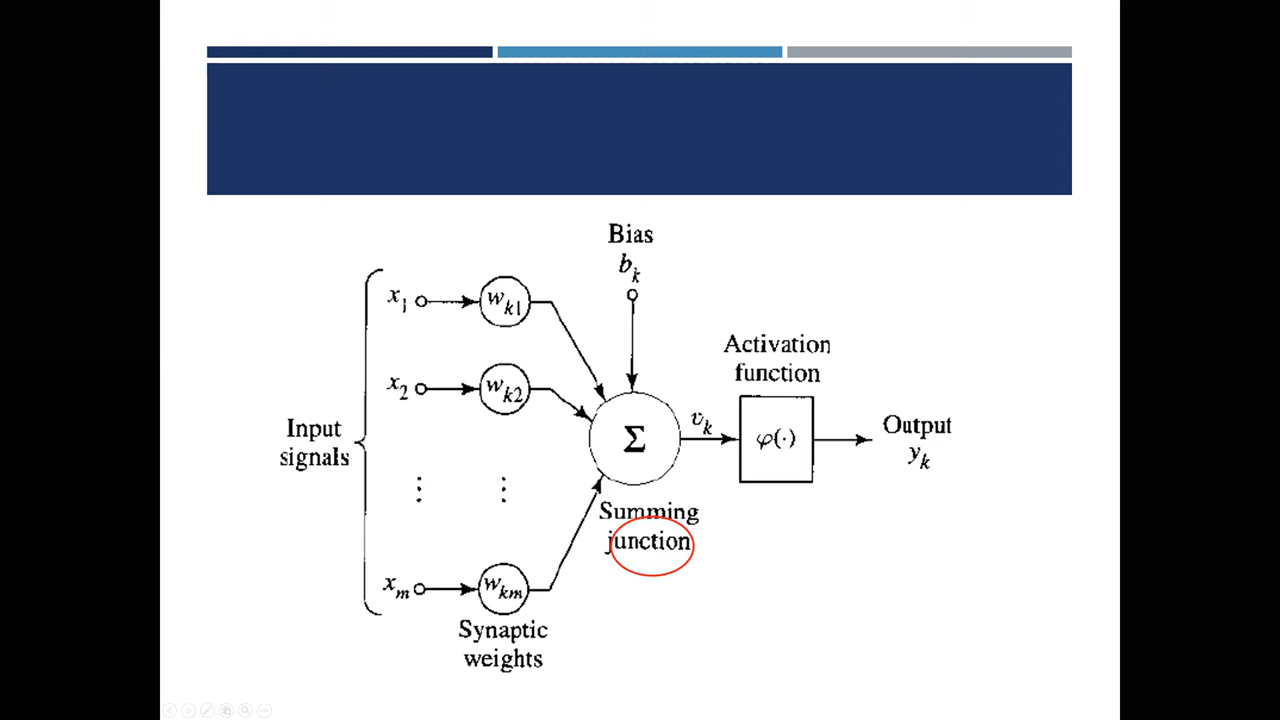 Bias
b_k
x_1
w_k1
Activation
function
x_2
w_k2
Input
signals
Σ
v_k
φ(·)
Output
y_k
⋮ ⋮
Summing
junction
x_m
w_km
Synaptic
weights